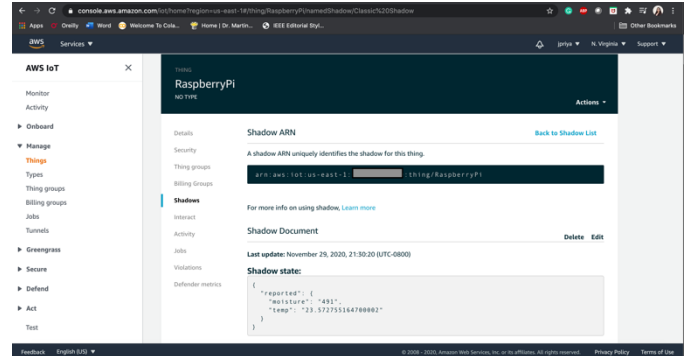 console.aws.amazon.com/iot/home?region=us-east-1#/thing/RaspberryPi/namedShadow/Classic%20Shadow
Apps Oreilly Word Welcome To Cola... Home | Dr. Martin... IEEE Editorial Styl... Other Bookmarks
aws Services jpriya N. Virginia Support
AWS IoT
Monitor
Activity
Onboard
Manage
Things
Types
Thing groups
Billing groups
Jobs
Tunnels
Greengrass
Secure
Defend
Act
Test
THING
RaspberryPi
NO TYPE
Actions
Details
Security
Thing groups
Billing Groups
Shadows
Interact
Activity
Jobs
Violations
Defender metrics
Shadow ARN Back to Shadow List
A shadow ARN uniquely identifies the shadow for this thing.
arn:aws:iot:us-east-1: :thing/RaspberryPi
For more info on using shadow, Learn more
Shadow Document Delete Edit
Last update: November 29, 2020, 21:30:20 (UTC-0800)
Shadow state:
{
"reported": {
"moisture": "491",
"temp": "23.572755164700002"
}
}
Feedback English (US) © 2008 - 2020, Amazon Web Services, Inc. or its affiliates. All rights reserved. Privacy Policy Terms of Use